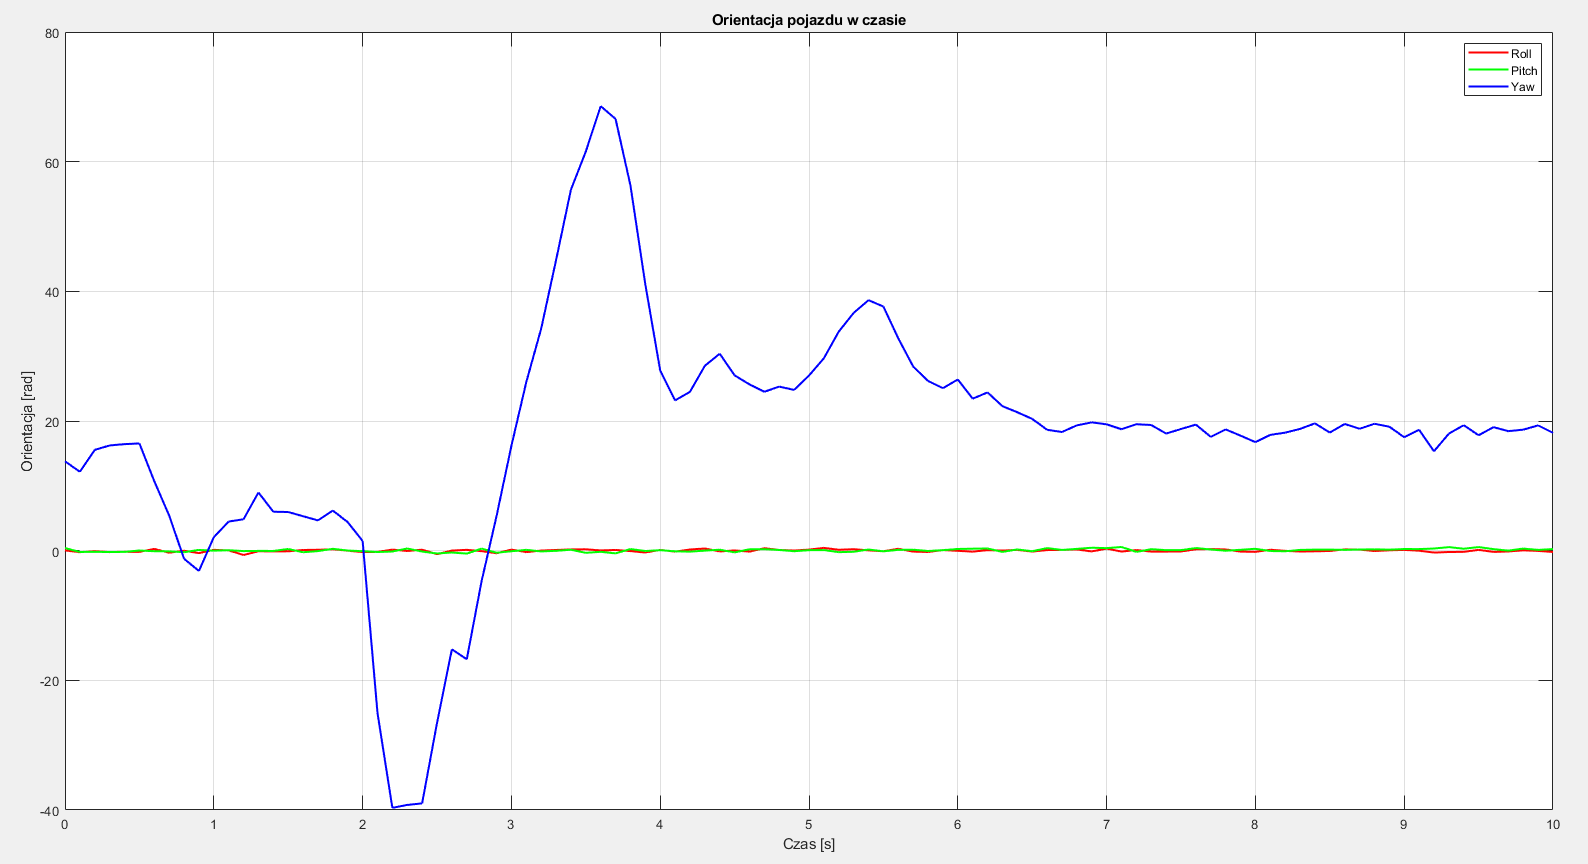 Orientacja pojazdu w czasie
Roll
Pitch
Yaw
80
60
40
20
0
-20
-40
Orientacja [rad]
0 1 2 3 4 5 6 7 8 9 10
Czas [s]